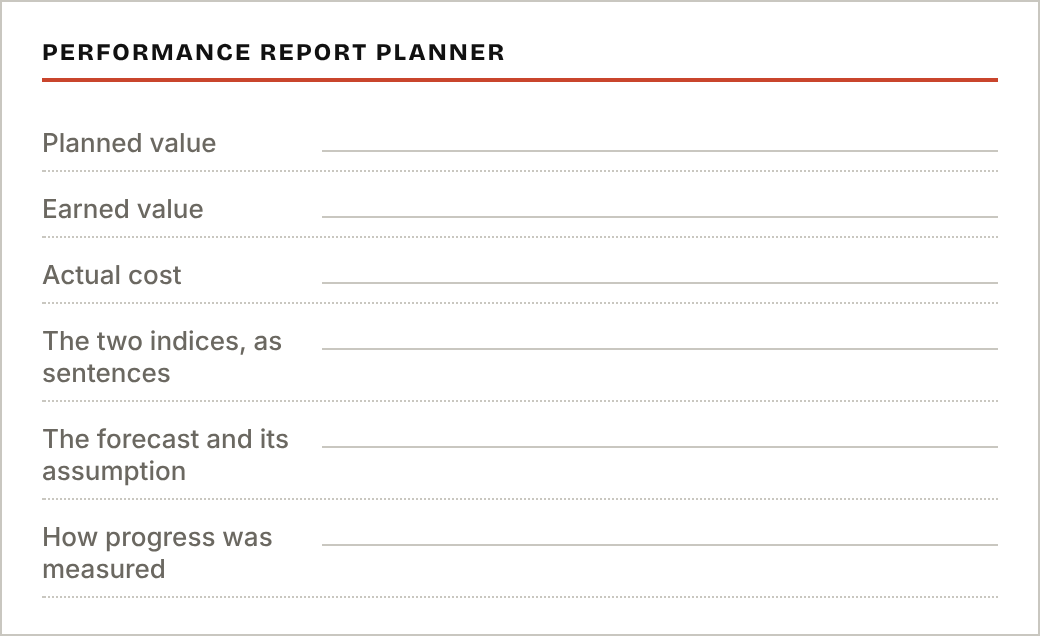 PERFORMANCE REPORT PLANNER
Planned value
Earned value
Actual cost
The two indices, as
sentences
The forecast and its
assumption
How progress was
measured